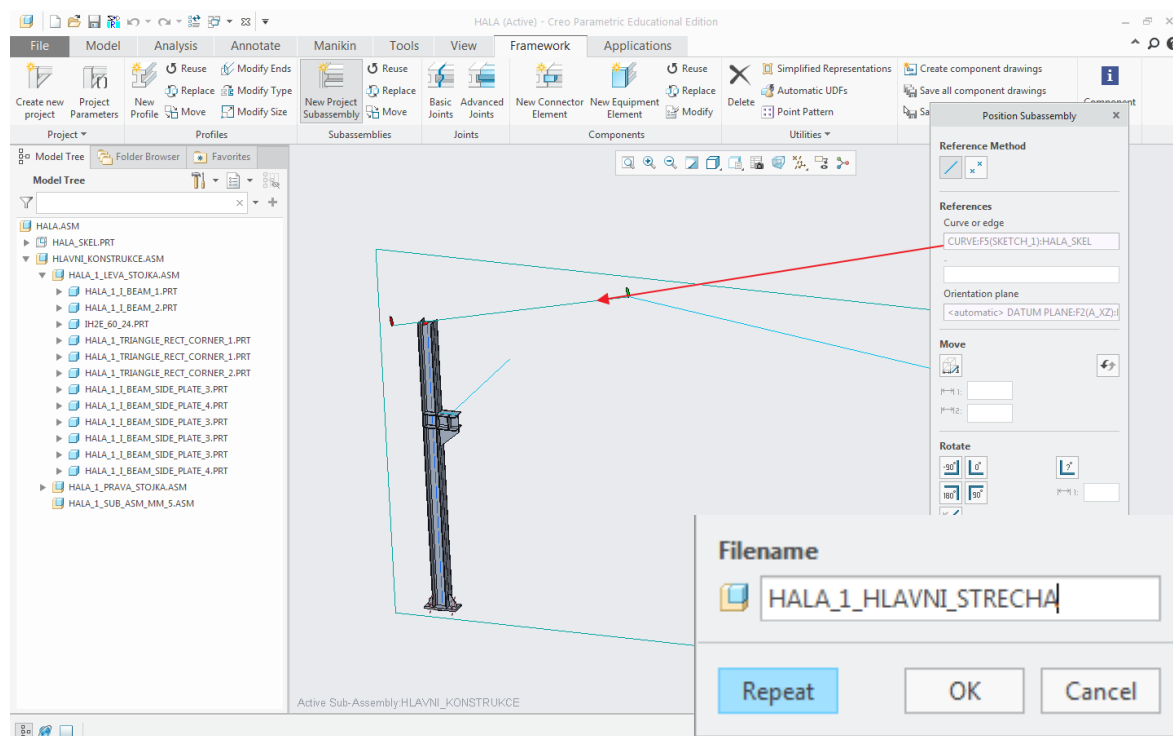 HALA (Active) - Creo Parametric Educational Edition
File Model Analysis Annotate Manikin Tools View Framework Applications
Create new project
Project Parameters
Project
New Profile
Reuse
Replace
Move
Modify Ends
Modify Type
Modify Size
Profiles
New Project Subassembly
Reuse
Replace
Move
Subassemblies
Basic Joints
Advanced Joints
Joints
New Connector Element
New Equipment Element
Reuse
Replace
Modify
Components
Delete
Simplified Representations
Automatic UDFs
Point Pattern
Utilities
Create component drawings
Save all component drawings
Sa
Component
Model Tree Folder Browser Favorites
Model Tree
HALA.ASM
HALA_SKEL.PRT
HLAVNI_KONSTRUKCE.ASM
HALA_1_LEVA_STOJKA.ASM
HALA_1_I_BEAM_1.PRT
HALA_1_I_BEAM_2.PRT
IH2E_60_24.PRT
HALA_1_TRIANGLE_RECT_CORNER_1.PRT
HALA_1_TRIANGLE_RECT_CORNER_1.PRT
HALA_1_TRIANGLE_RECT_CORNER_2.PRT
HALA_1_I_BEAM_SIDE_PLATE_3.PRT
HALA_1_I_BEAM_SIDE_PLATE_4.PRT
HALA_1_I_BEAM_SIDE_PLATE_3.PRT
HALA_1_I_BEAM_SIDE_PLATE_3.PRT
HALA_1_I_BEAM_SIDE_PLATE_3.PRT
HALA_1_I_BEAM_SIDE_PLATE_4.PRT
HALA_1_PRAVA_STOJKA.ASM
HALA_1_SUB_ASM_MM_5.ASM
Active Sub-Assembly:HLAVNI_KONSTRUKCE
Position Subassembly
Reference Method
References
Curve or edge
CURVE:F5(SKETCH_1):HALA_SKEL
-
Orientation plane
<automatic> DATUM PLANE:F2(A_XZ):
Move
1:
2:
Rotate
-90° 0° ?°
180° 90° 1:
Filename
HALA_1_HLAVNI_STRECHA
Repeat OK Cancel